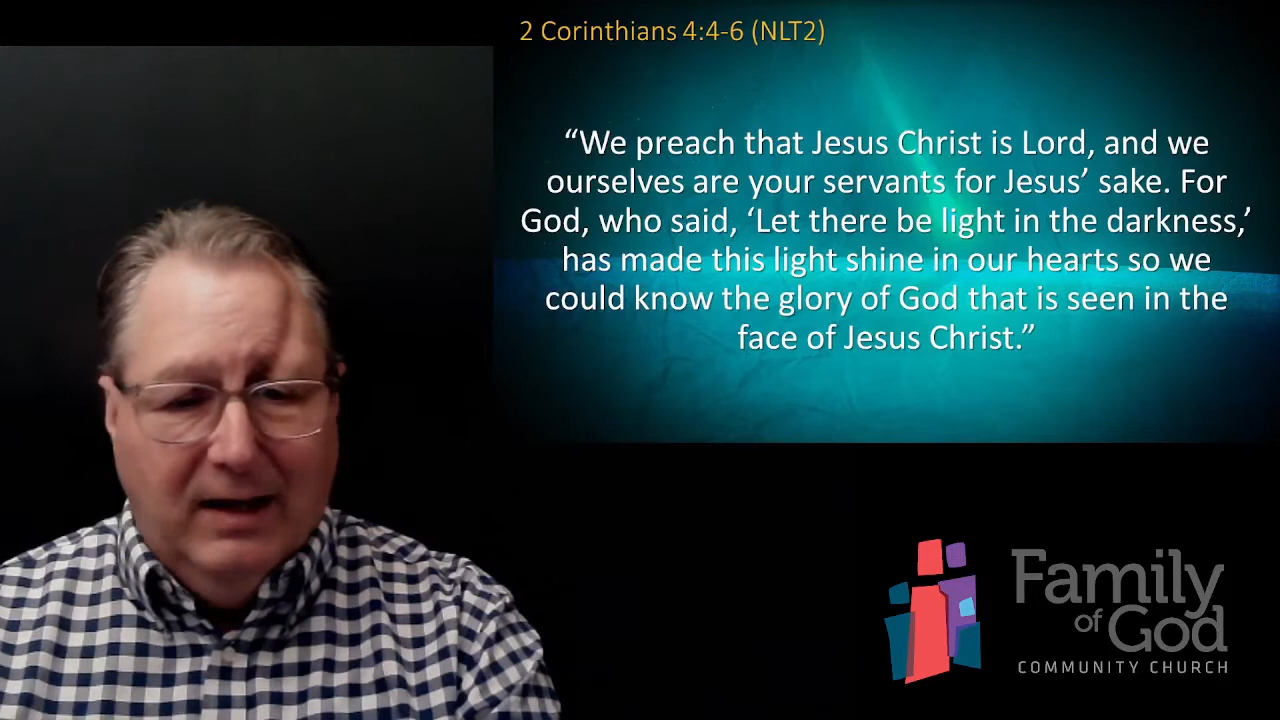 2 Corinthians 4:4-6 (NLT2)
“We preach that Jesus Christ is Lord, and we
ourselves are your servants for Jesus’ sake. For
God, who said, ‘Let there be light in the darkness,’
has made this light shine in our hearts so we
could know the glory of God that is seen in the
face of Jesus Christ.”
Family
of God
COMMUNITY CHURCH